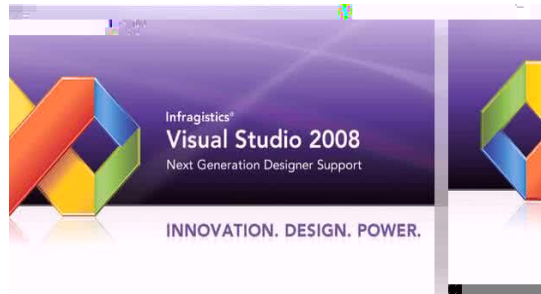 Infragistics®
Visual Studio 2008
Next Generation Designer Support
INNOVATION. DESIGN. POWER.